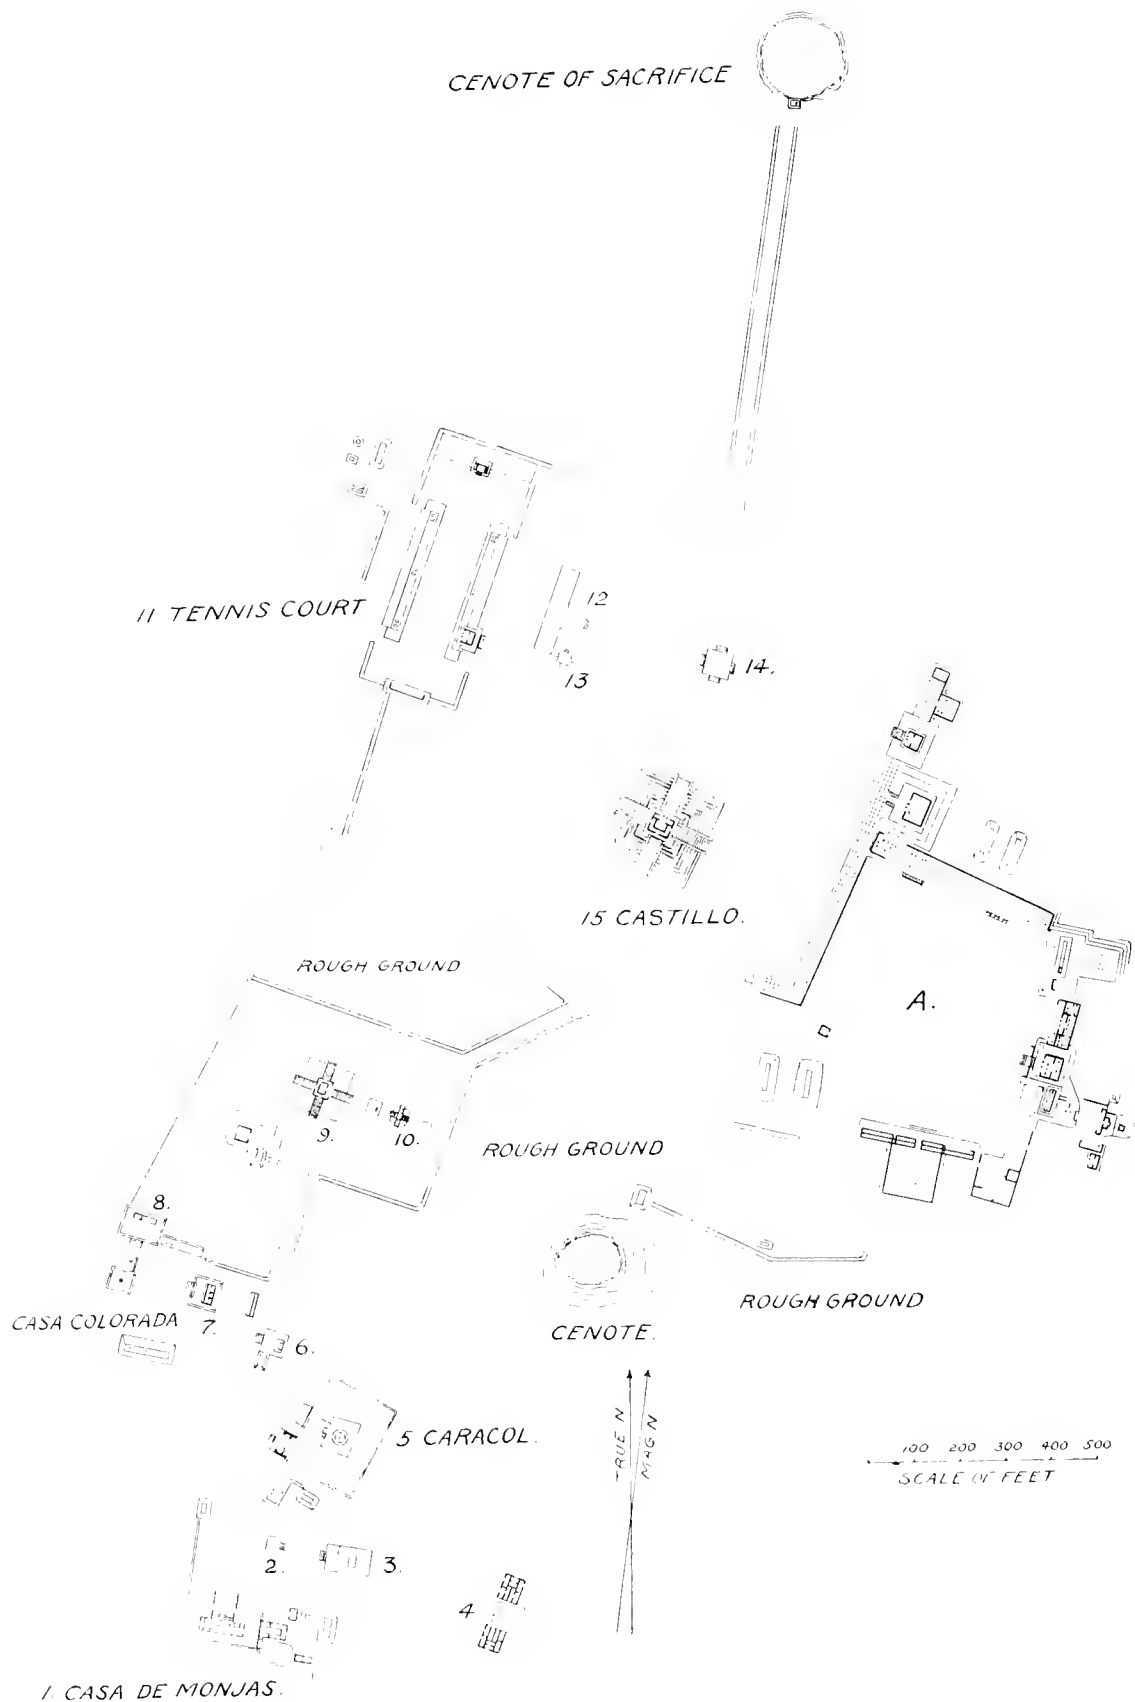 CENOTE OF SACRIFICE
11 TENNIS COURT
12
13
14.
15 CASTILLO.
ROUGH GROUND
A.
9.
10.
ROUGH GROUND
8.
ROUGH GROUND
CASA COLORADA
7.
CENOTE.
6.
5 CARACOL.
TRUE N
MAG N
100 200 300 400 500
SCALE OF FEET
2.
3.
4
1. CASA DE MONJAS.